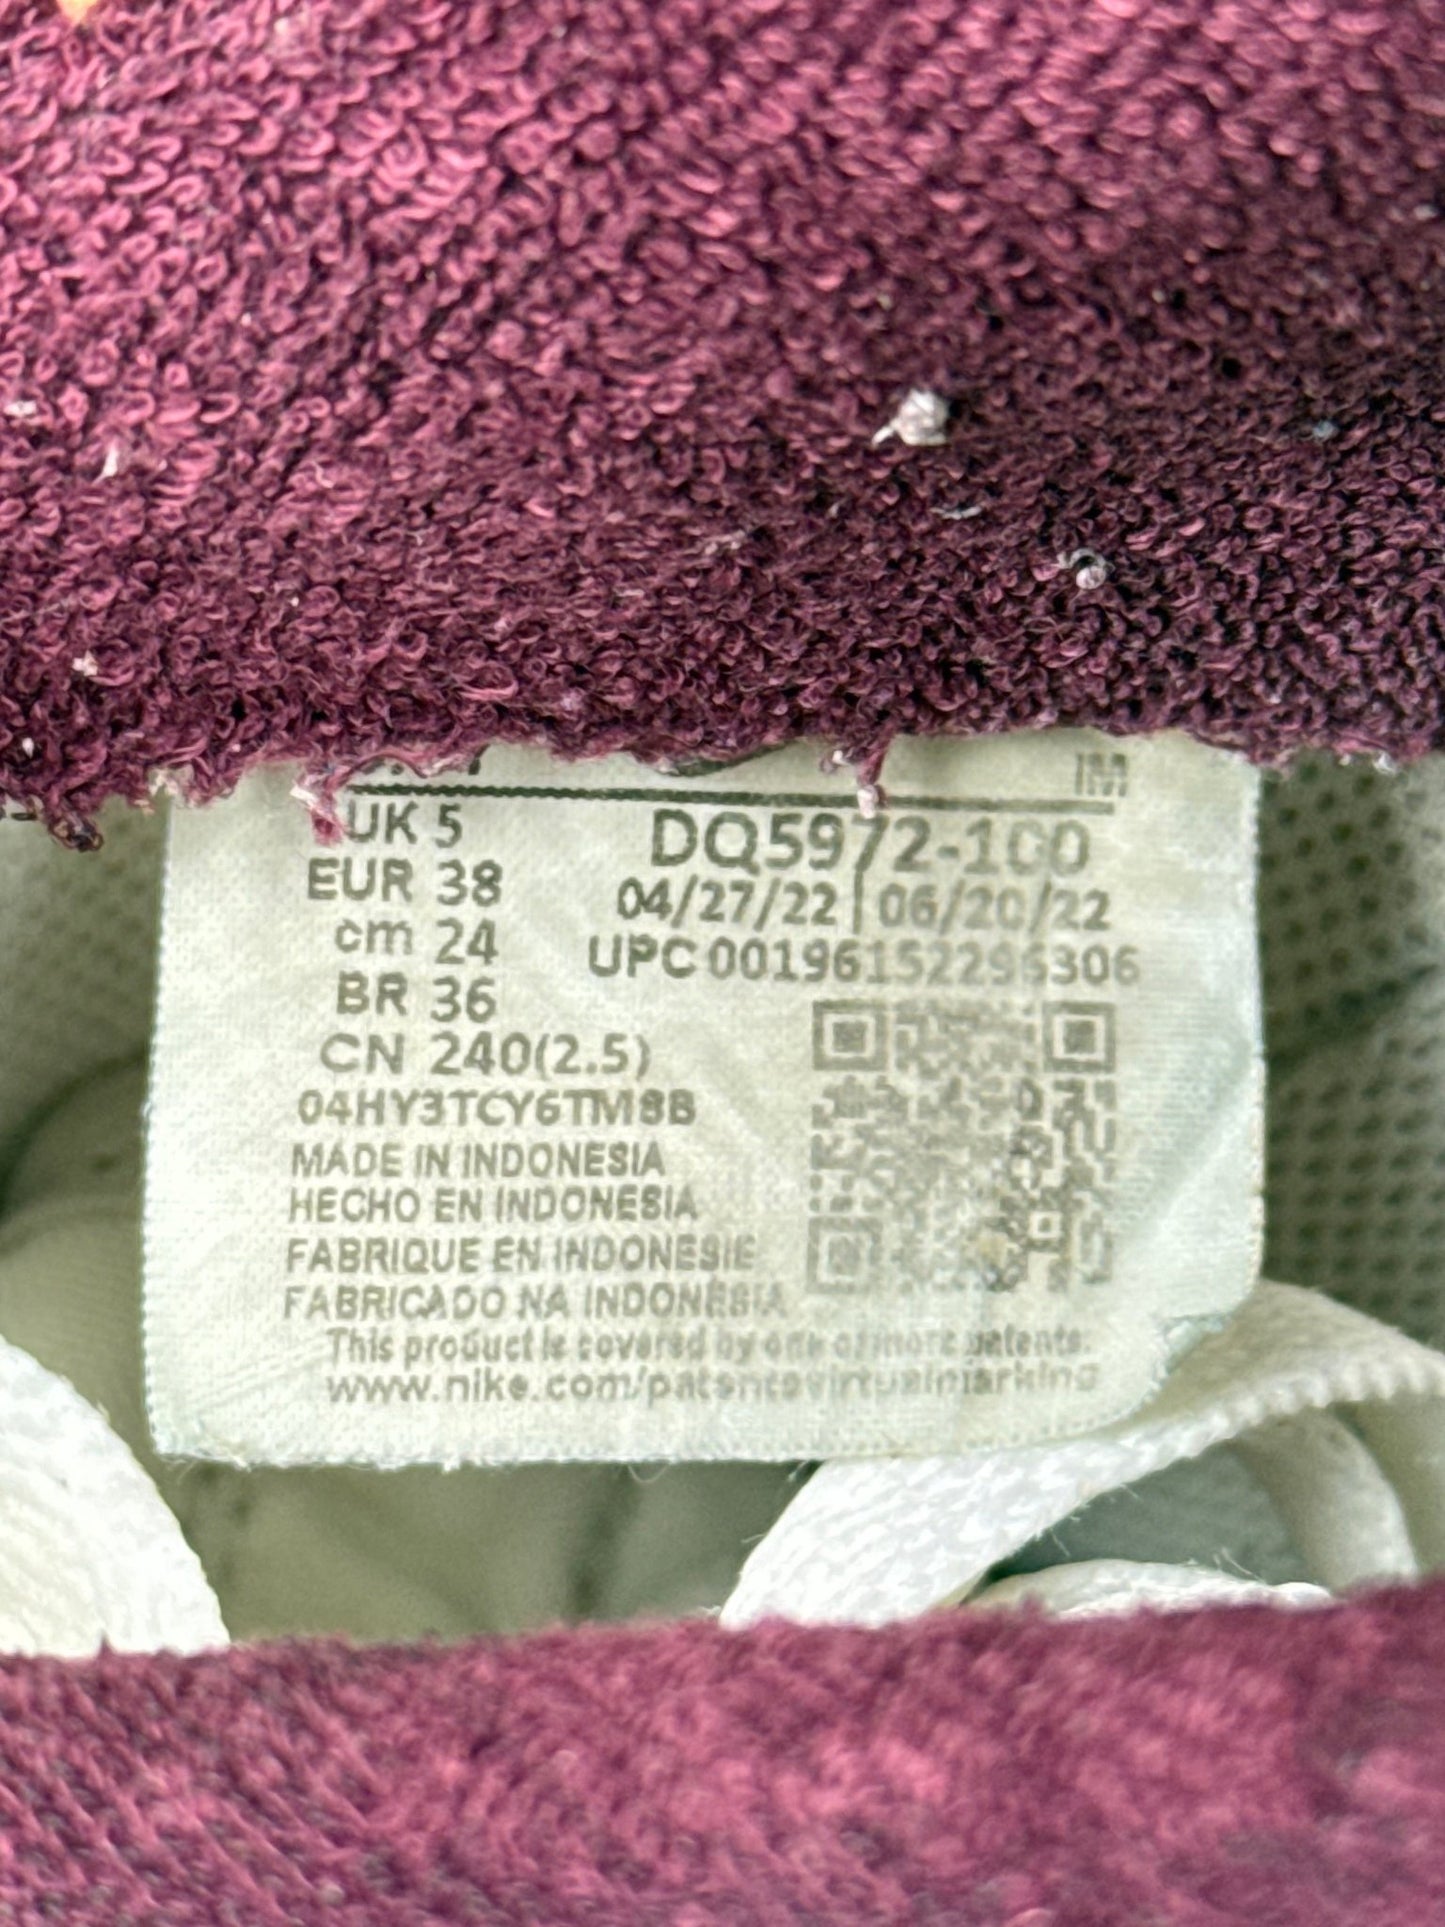 IM
UK 5
DQ5972-100
EUR 38
04/27/22 | 06/20/22
cm 24
UPC 00196152296306
BR 36
CN 240(2.5)
04HY3TCY6TM8B
MADE IN INDONESIA
HECHO EN INDONESIA
FABRIQUE EN INDONESIE
FABRICADO NA INDONÉSIA
This product is covered by one or more patents.
www.nike.com/patentsvirtualmarking